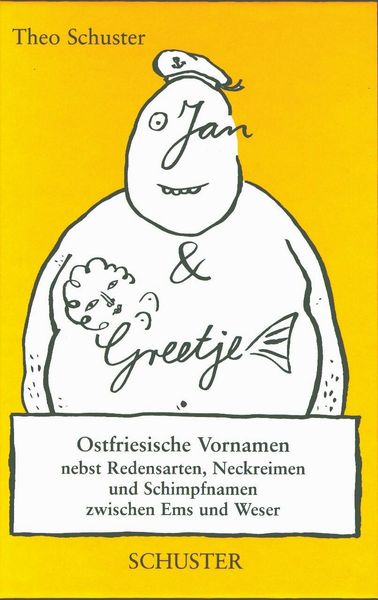 Theo Schuster
Jan
&
Greetje
Ostfriesische Vornamen
nebst Redensarten, Neckreimen
und Schimpfnamen
zwischen Ems und Weser
SCHUSTER